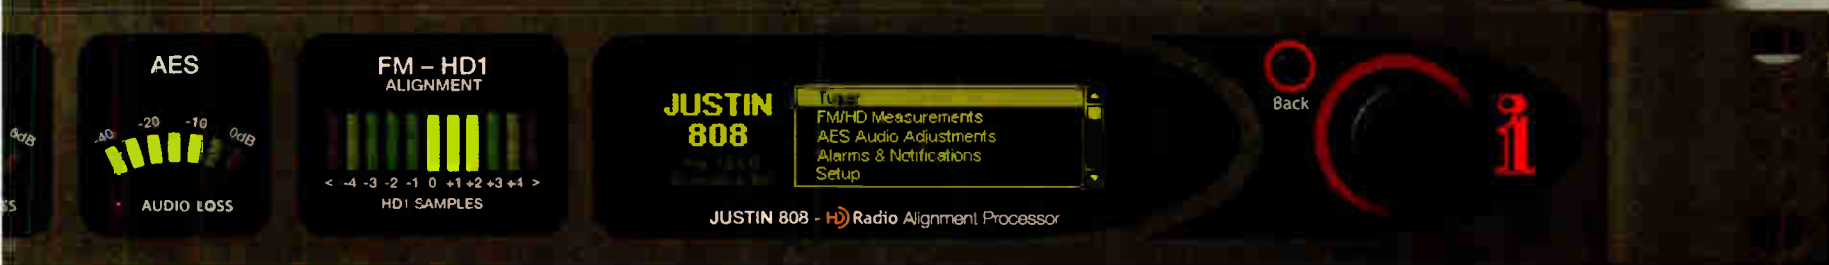 6dB
AES
-40 -20 -10 0dB
AUDIO LOSS
FM – HD1
ALIGNMENT
< -4 -3 -2 -1 0 +1 +2 +3 +4 >
HD1 SAMPLES
JUSTIN
808
Tuner
FM/HD Measurements
AES Audio Adjustments
Alarms & Notifications
Setup
JUSTIN 808 - HD Radio Alignment Processor
Back
i